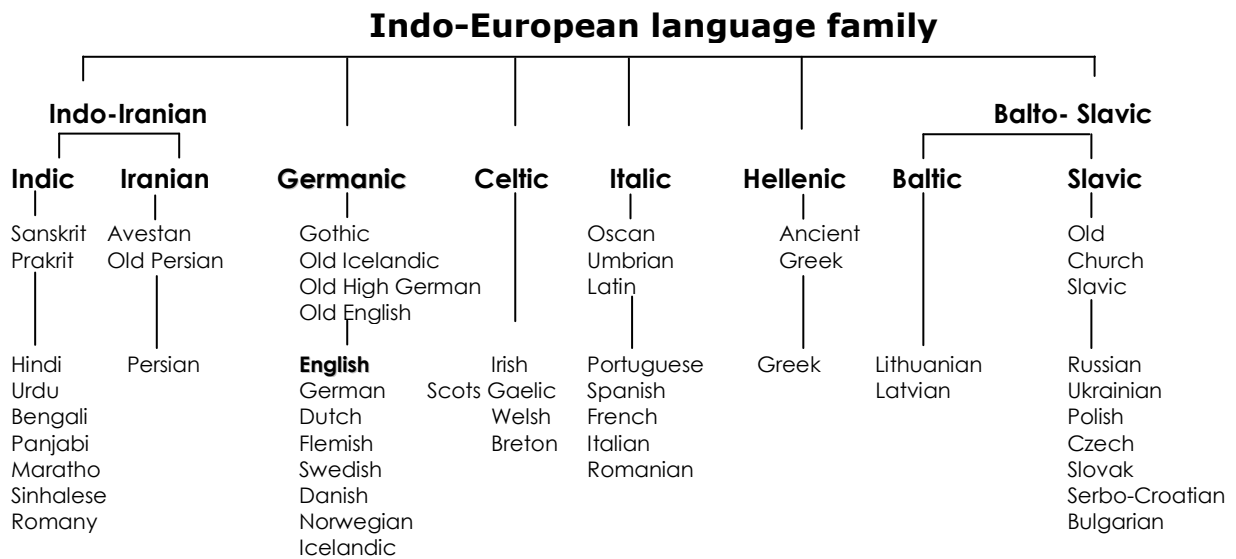 Indo-European language family
Indo-Iranian
Balto- Slavic
Indic Iranian Germanic Celtic Italic Hellenic Baltic Slavic
Sanskrit
Prakrit
Avestan
Old Persian
Gothic
Old Icelandic
Old High German
Old English
Oscan
Umbrian
Latin
Ancient
Greek
Old
Church
Slavic
Hindi
Urdu
Bengali
Panjabi
Maratho
Sinhalese
Romany
Persian
English
German
Dutch
Flemish
Swedish
Danish
Norwegian
Icelandic
Irish
Scots Gaelic
Welsh
Breton
Portuguese
Spanish
French
Italian
Romanian
Greek
Lithuanian
Latvian
Russian
Ukrainian
Polish
Czech
Slovak
Serbo-Croatian
Bulgarian